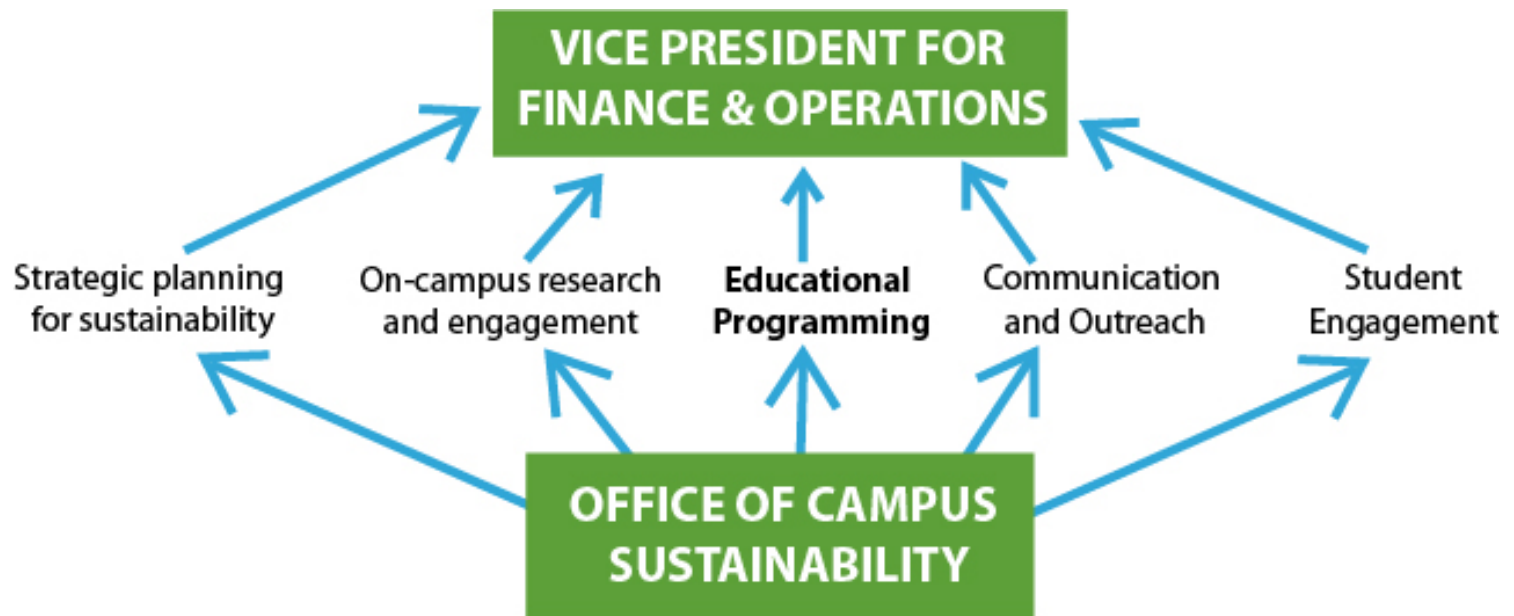 VICE PRESIDENT FOR
FINANCE & OPERATIONS
Strategic planning
for sustainability
On-campus research
and engagement
Educational
Programming
Communication
and Outreach
Student
Engagement
OFFICE OF CAMPUS
SUSTAINABILITY